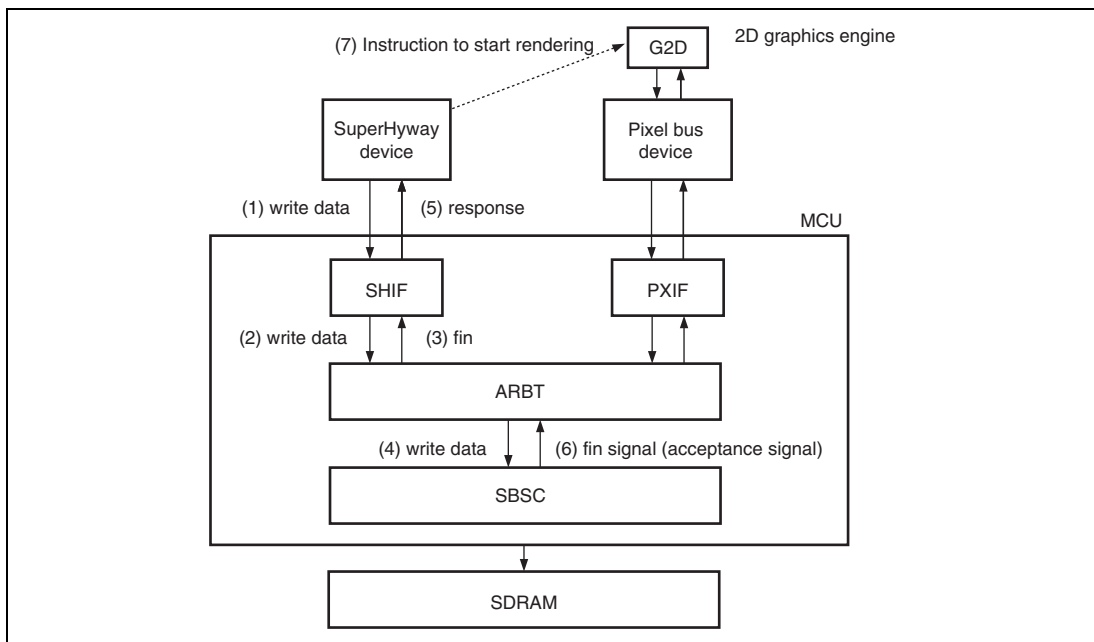 (7) Instruction to start rendering
G2D
2D graphics engine
SuperHyway
device
Pixel bus
device
(1) write data
(5) response
MCU
SHIF
PXIF
(2) write data
(3) fin
ARBT
(4) write data
(6) fin signal (acceptance signal)
SBSC
SDRAM